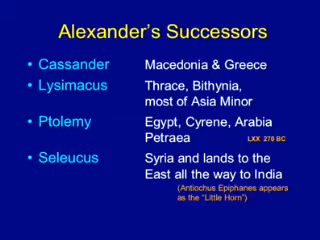 Alexander's Successors
• Cassander Macedonia & Greece
• Lysimacus Thrace, Bithynia,
most of Asia Minor
• Ptolemy Egypt, Cyrene, Arabia
Petraea LXX 270 BC
• Seleucus Syria and lands to the
East all the way to India
(Antiochus Epiphanes appears
as the "Little Horn")